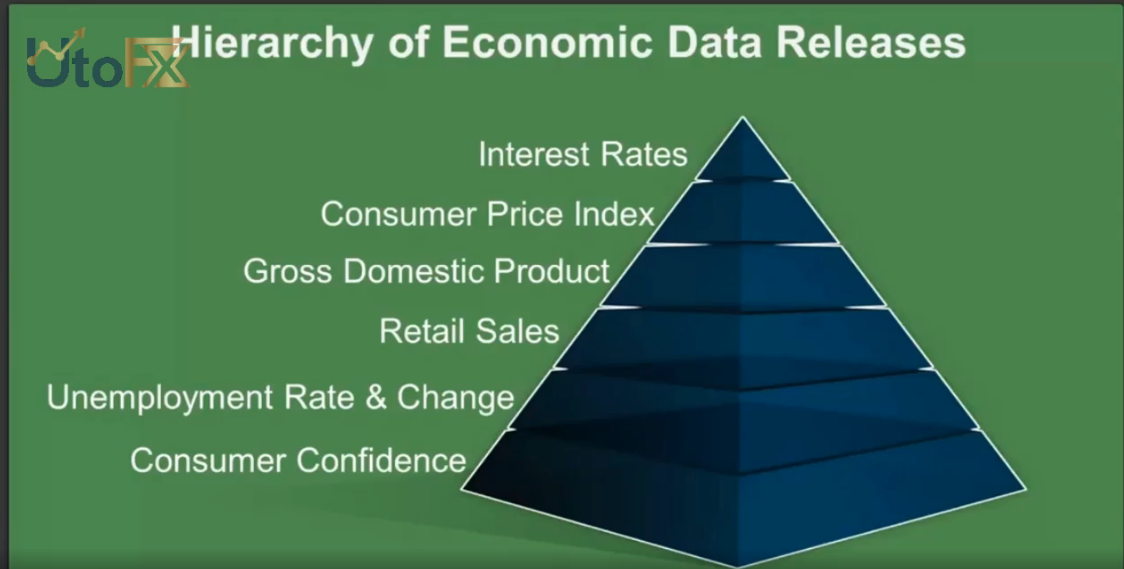 Hierarchy of Economic Data Releases
UtoFX
Interest Rates
Consumer Price Index
Gross Domestic Product
Retail Sales
Unemployment Rate & Change
Consumer Confidence